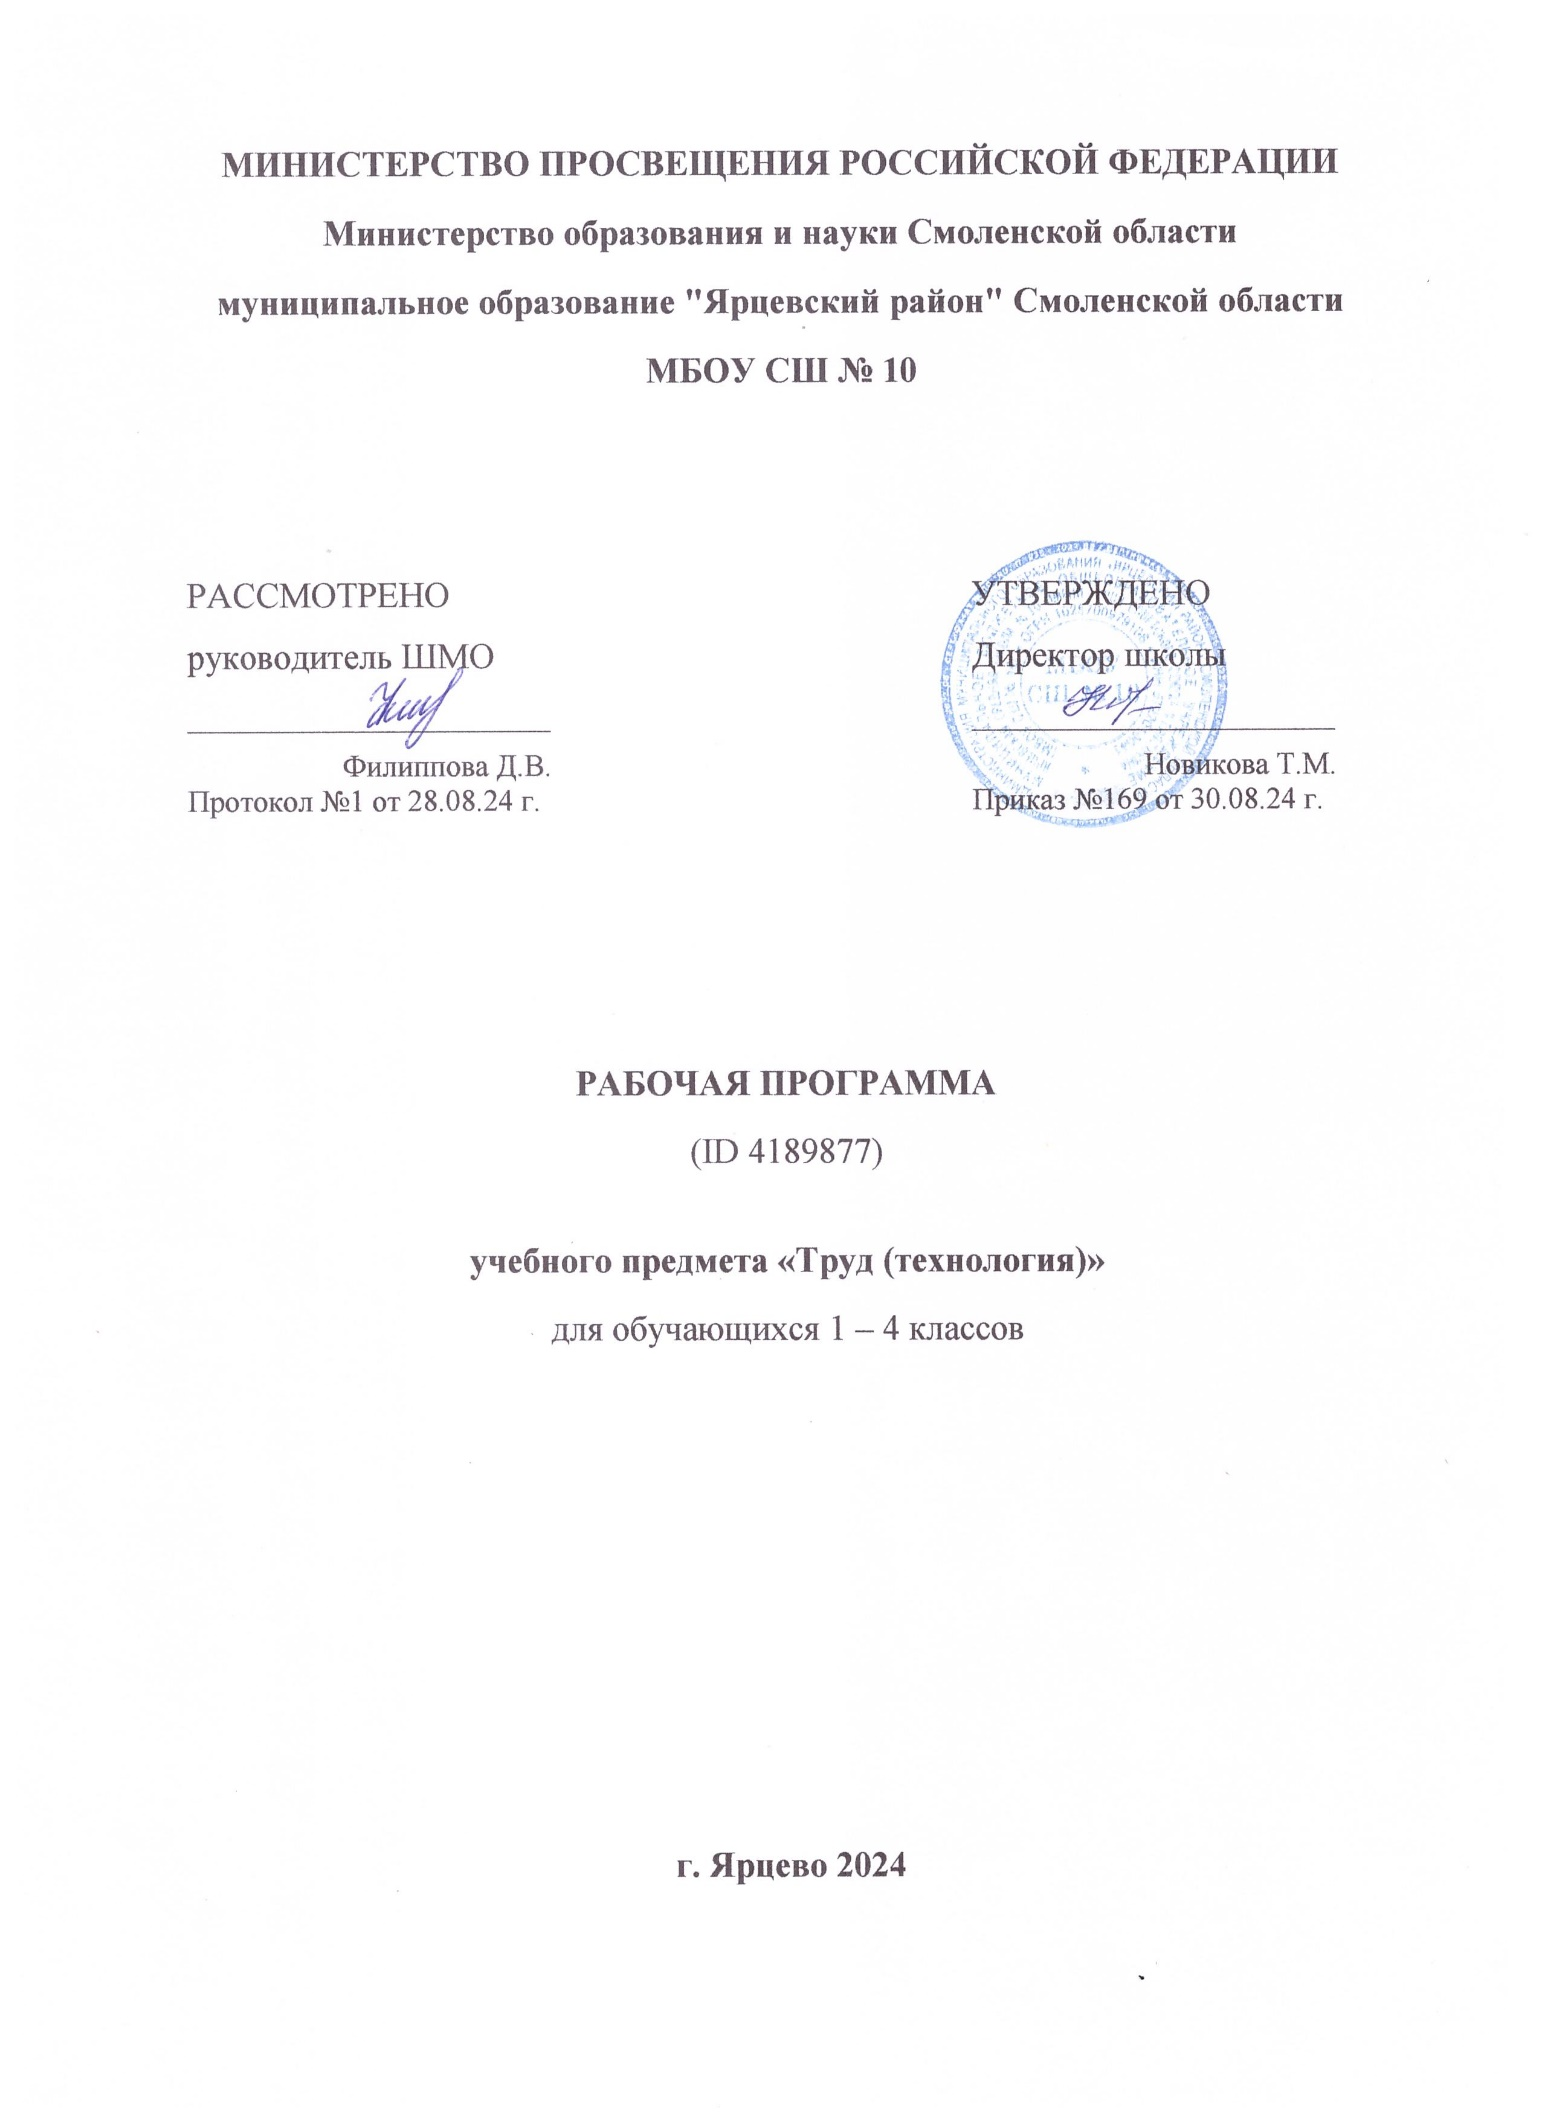 МИНИСТЕРСТВО ПРОСВЕЩЕНИЯ РОССИЙСКОЙ ФЕДЕРАЦИИ
Министерство образования и науки Смоленской области
муниципальное образование "Ярцевский район" Смоленской области
МБОУ СШ № 10
РАССМОТРЕНО
руководитель ШМО
Филиппова Д.В.
Протокол №1 от 28.08.24 г.
УТВЕРЖДЕНО
Директор школы
Новикова Т.М.
Приказ №169 от 30.08.24 г.
РАБОЧАЯ ПРОГРАММА
(ID 4189877)
учебного предмета «Труд (технология)»
для обучающихся 1 – 4 классов
г. Ярцево 2024